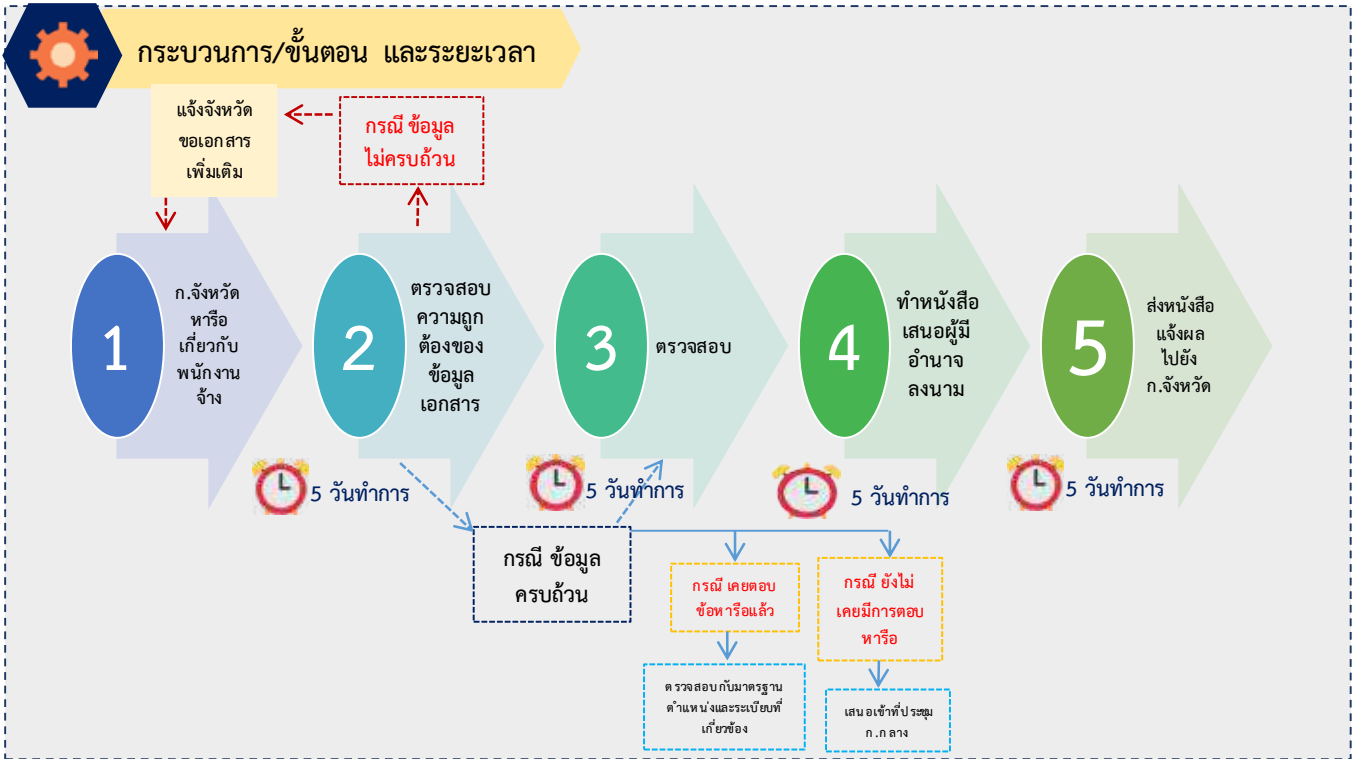 กระบวนการ/ขั้นตอน และระยะเวลา
แจ้งจังหวัด
ขอเอกสาร
เพิ่มเติม
กรณี ข้อมูล
ไม่ครบถ้วน
1
ก.จังหวัด
หารือ
เกี่ยวกับ
พนักงาน
จ้าง
2
ตรวจสอบ
ความถูก
ต้องของ
ข้อมูล
เอกสาร
3
ตรวจสอบ
4
ทำหนังสือ
เสนอผู้มี
อำนาจ
ลงนาม
5
ส่งหนังสือ
แจ้งผล
ไปยัง
ก.จังหวัด
5 วันทำการ
5 วันทำการ
5 วันทำการ
5 วันทำการ
กรณี ข้อมูล
ครบถ้วน
กรณี เคยตอบ
ข้อหารือแล้ว
กรณี ยังไม่
เคยมีการตอบ
หารือ
ตรวจสอบกับมาตรฐาน
ตำแหน่งและระเบียบที่
เกี่ยวข้อง
เสนอเข้าที่ประชุม
ก.กลาง